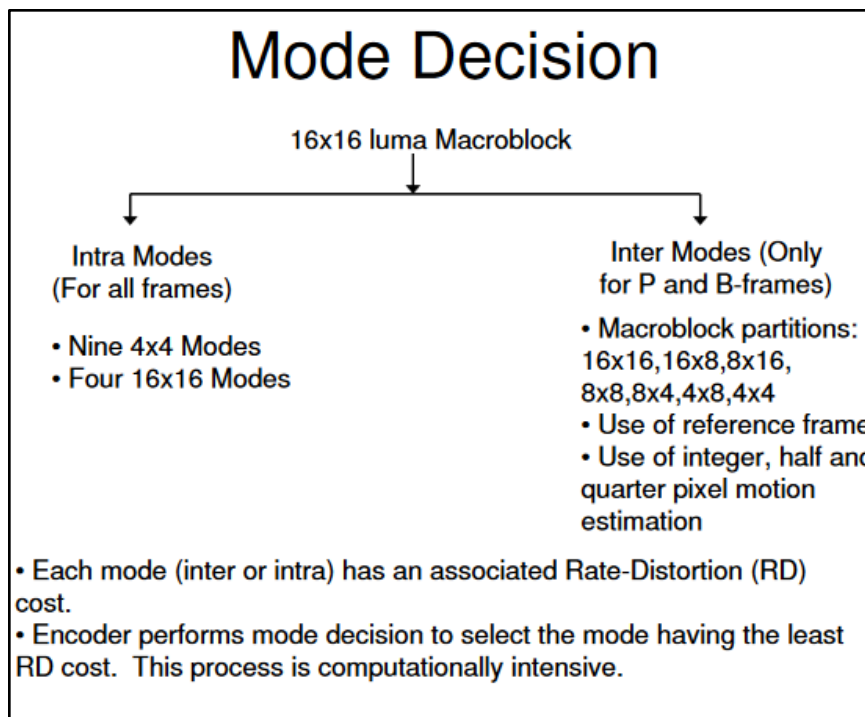 Mode Decision
16x16 luma Macroblock
Intra Modes
(For all frames)
• Nine 4x4 Modes
• Four 16x16 Modes
Inter Modes (Only
for P and B-frames)
• Macroblock partitions:
16x16,16x8,8x16,
8x8,8x4,4x8,4x4
• Use of reference frame
• Use of integer, half and
quarter pixel motion
estimation
• Each mode (inter or intra) has an associated Rate-Distortion (RD)
cost.
• Encoder performs mode decision to select the mode having the least
RD cost.  This process is computationally intensive.